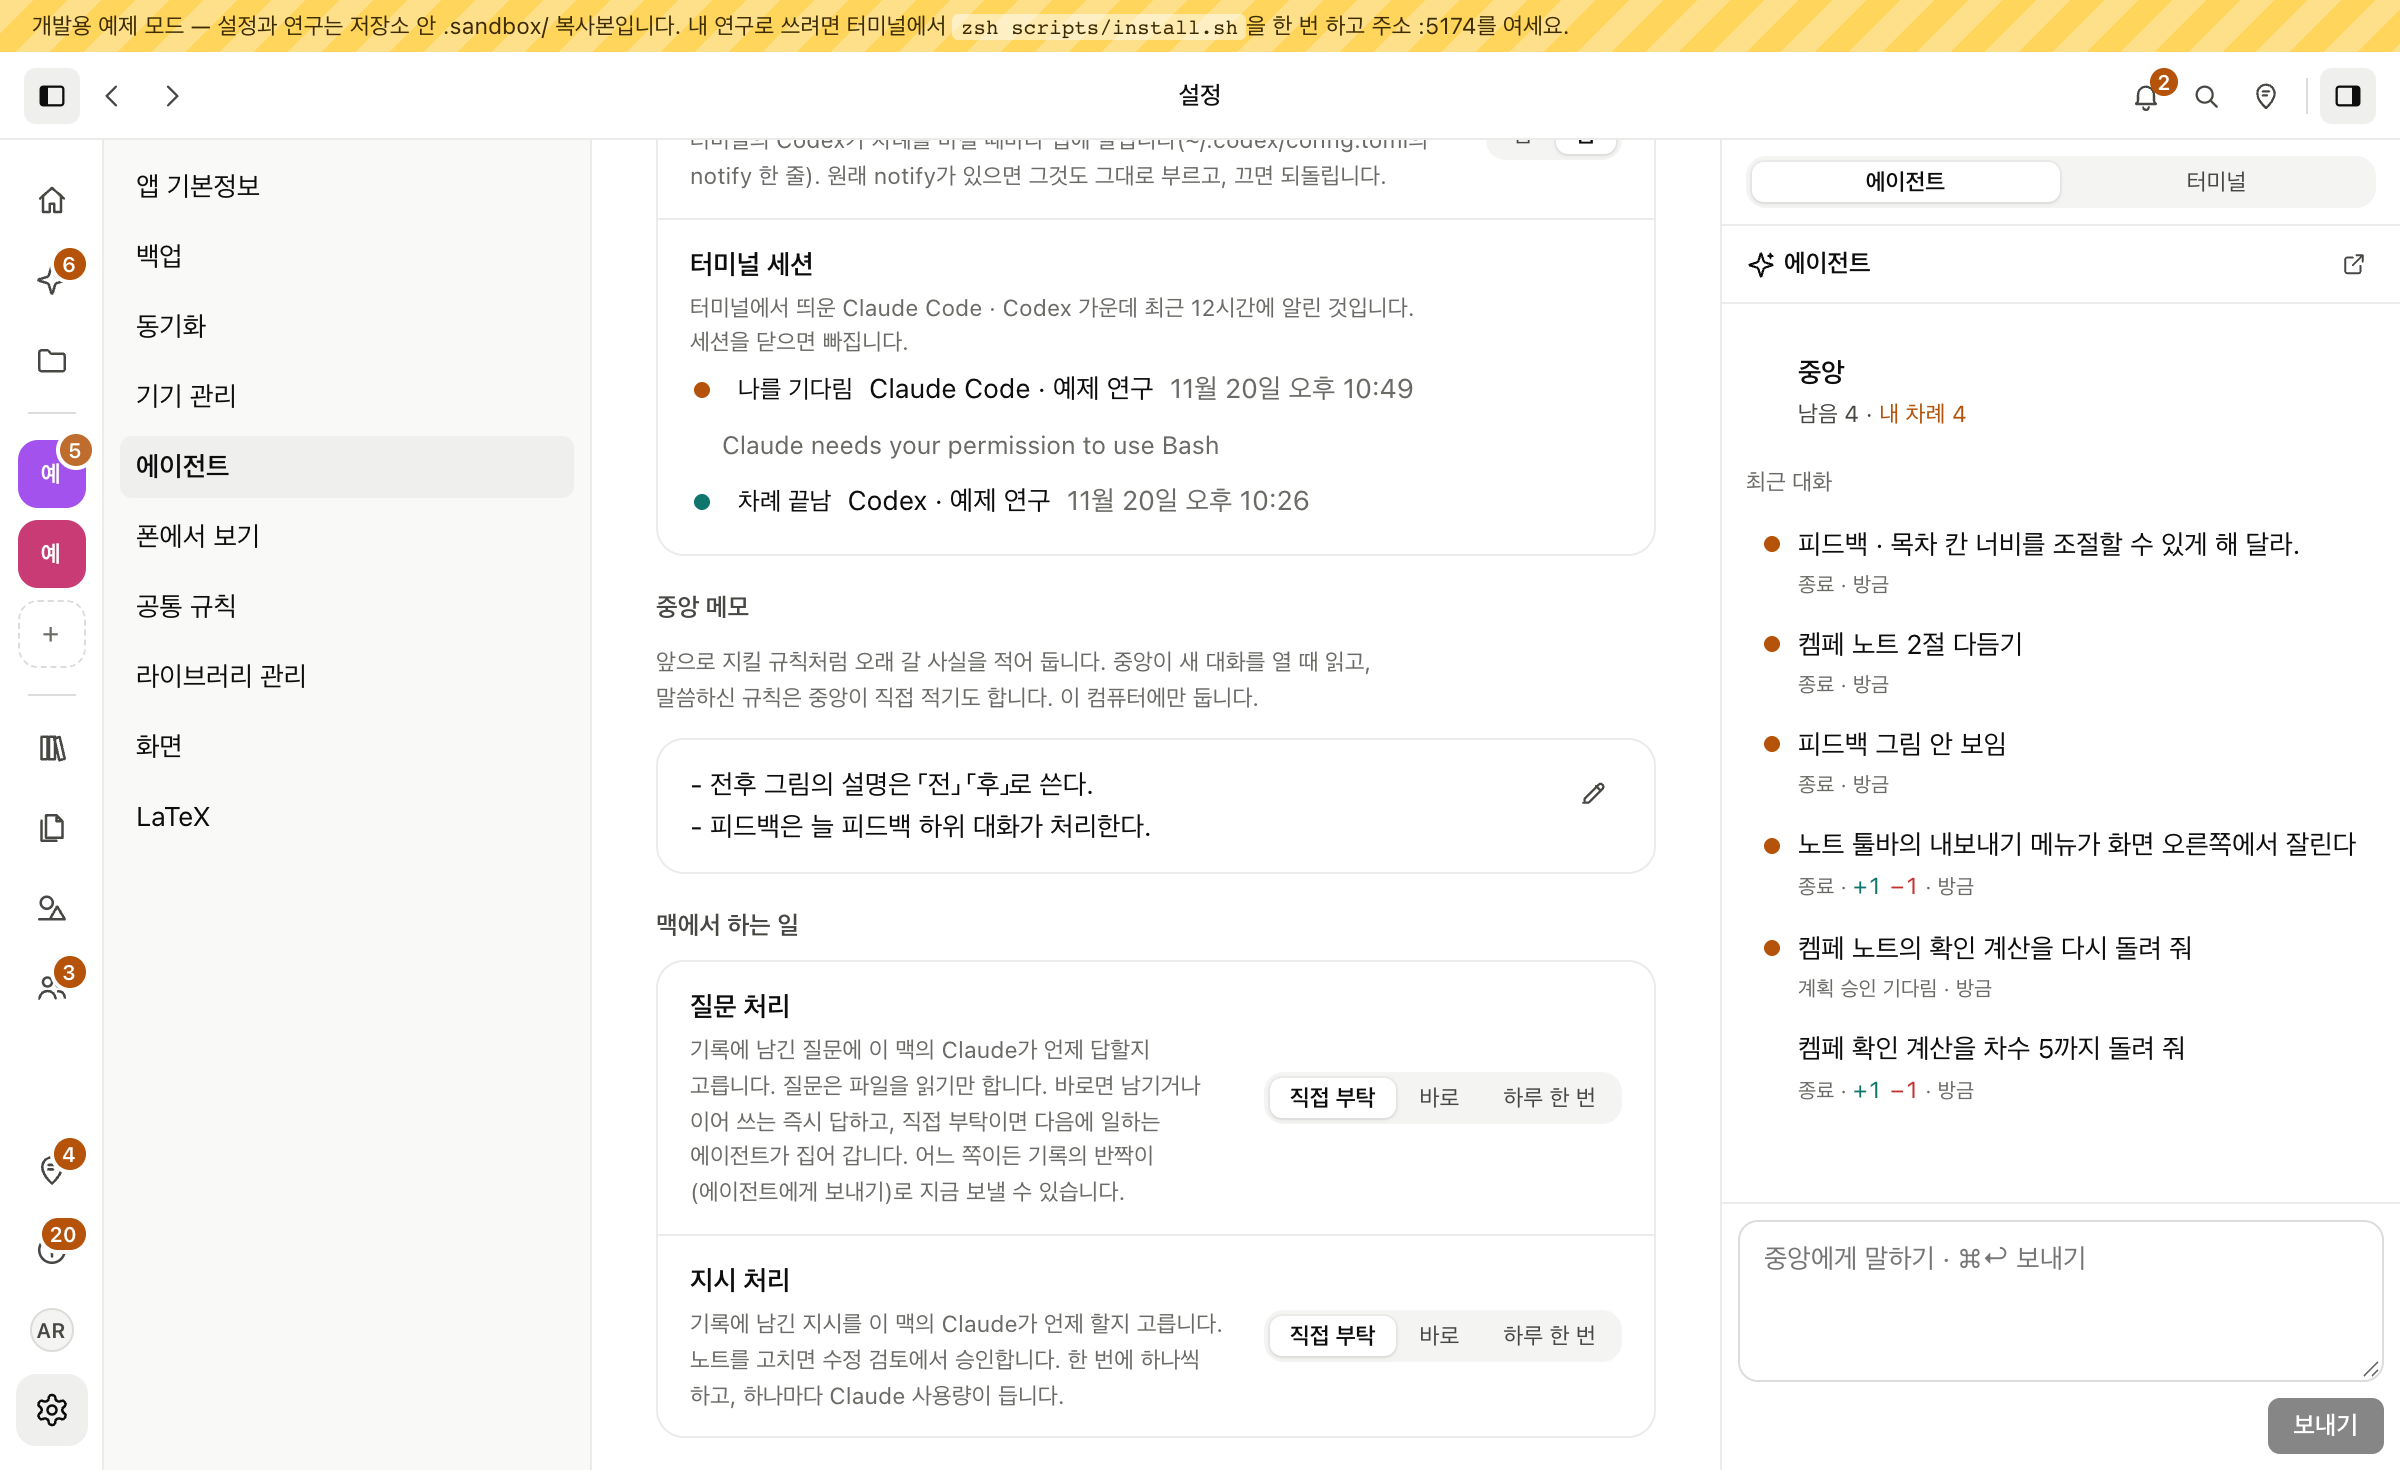 개발용 예제 모드 — 설정과 연구는 저장소 안 .sandbox/ 복사본입니다. 내 연구로 쓰려면 터미널에서 zsh scripts/install.sh을 한 번 하고 주소 :5174를 여세요.
설정
2
6
5
예
예
+
3
4
20
AR
앱 기본정보
백업
동기화
기기 관리
에이전트
폰에서 보기
공통 규칙
라이브러리 관리
화면
LaTeX
notify 한 줄). 원래 notify가 있으면 그것도 그대로 부르고, 끄면 되돌립니다.
터미널 세션
터미널에서 띄운 Claude Code · Codex 가운데 최근 12시간에 알린 것입니다.
세션을 닫으면 빠집니다.
나를 기다림 Claude Code · 예제 연구 11월 20일 오후 10:49
Claude needs your permission to use Bash
차례 끝남 Codex · 예제 연구 11월 20일 오후 10:26
중앙 메모
앞으로 지킬 규칙처럼 오래 갈 사실을 적어 둡니다. 중앙이 새 대화를 열 때 읽고,
말씀하신 규칙은 중앙이 직접 적기도 합니다. 이 컴퓨터에만 둡니다.
- 전후 그림의 설명은 「전」 「후」로 쓴다.
- 피드백은 늘 피드백 하위 대화가 처리한다.
맥에서 하는 일
질문 처리
기록에 남긴 질문에 이 맥의 Claude가 언제 답할지
고릅니다. 질문은 파일을 읽기만 합니다. 바로면 남기거나
이어 쓰는 즉시 답하고, 직접 부탁이면 다음에 일하는
에이전트가 집어 갑니다. 어느 쪽이든 기록의 반짝이
(에이전트에게 보내기)로 지금 보낼 수 있습니다.
직접 부탁 바로 하루 한 번
지시 처리
기록에 남긴 지시를 이 맥의 Claude가 언제 할지 고릅니다.
노트를 고치면 수정 검토에서 승인합니다. 한 번에 하나씩
하고, 하나마다 Claude 사용량이 듭니다.
직접 부탁 바로 하루 한 번
에이전트 터미널
에이전트
중앙
남음 4 · 내 차례 4
최근 대화
피드백 · 목차 칸 너비를 조절할 수 있게 해 달라.
종료 · 방금
켐페 노트 2절 다듬기
종료 · 방금
피드백 그림 안 보임
종료 · 방금
노트 툴바의 내보내기 메뉴가 화면 오른쪽에서 잘린다
종료 · +1 −1 · 방금
켐페 노트의 확인 계산을 다시 돌려 줘
계획 승인 기다림 · 방금
켐페 확인 계산을 차수 5까지 돌려 줘
종료 · +1 −1 · 방금
중앙에게 말하기 · ⌘↩ 보내기
보내기